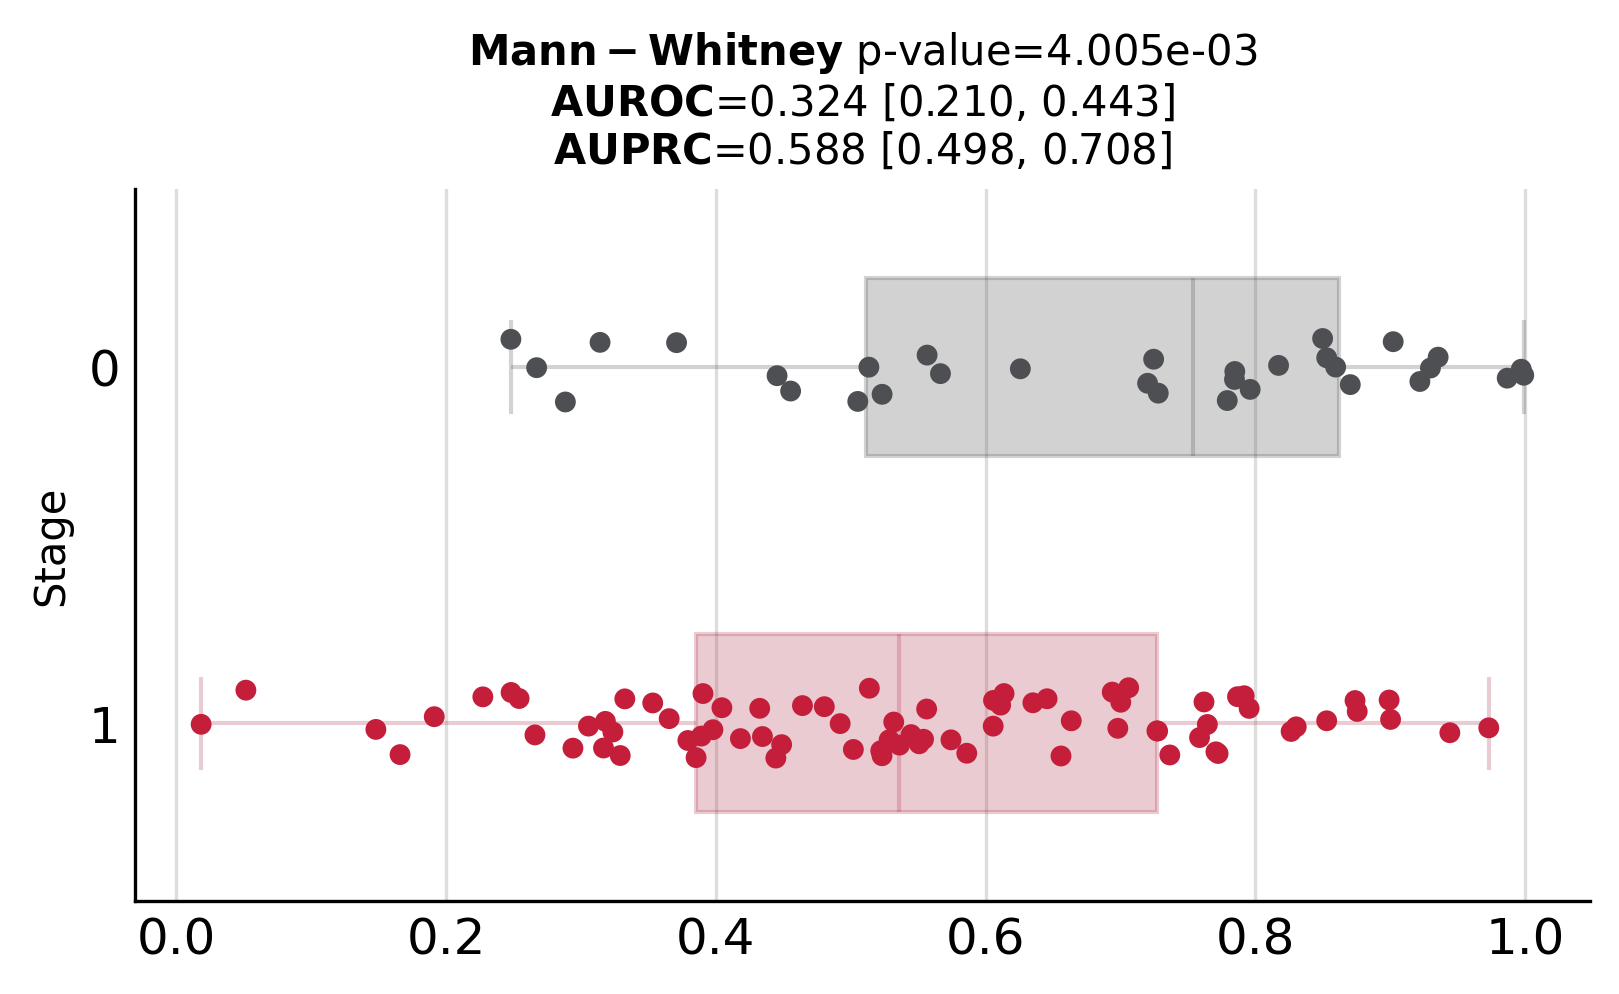 Mann − Whitney p-value=4.005e-03
AUROC=0.324 [0.210, 0.443]
AUPRC=0.588 [0.498, 0.708]
0
Stage
1
0.0 0.2 0.4 0.6 0.8 1.0